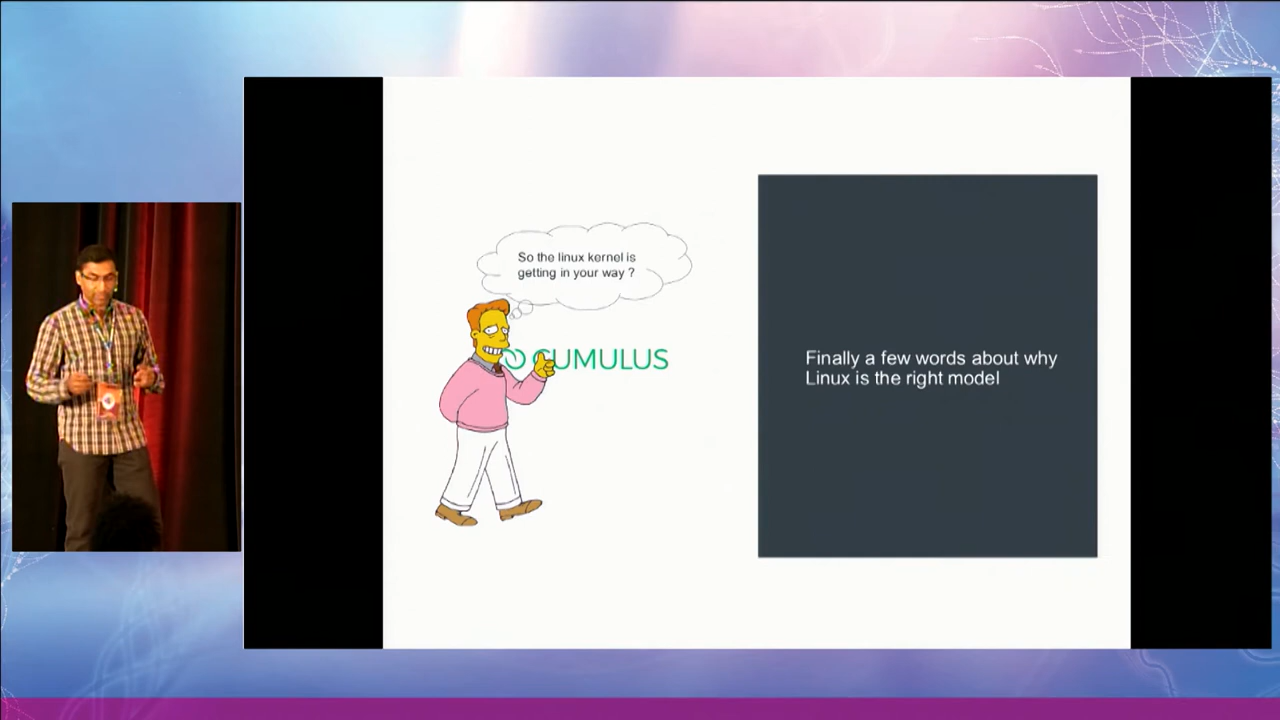 So the linux kernel is
getting in your way ?
CUMULUS
Finally a few words about why
Linux is the right model